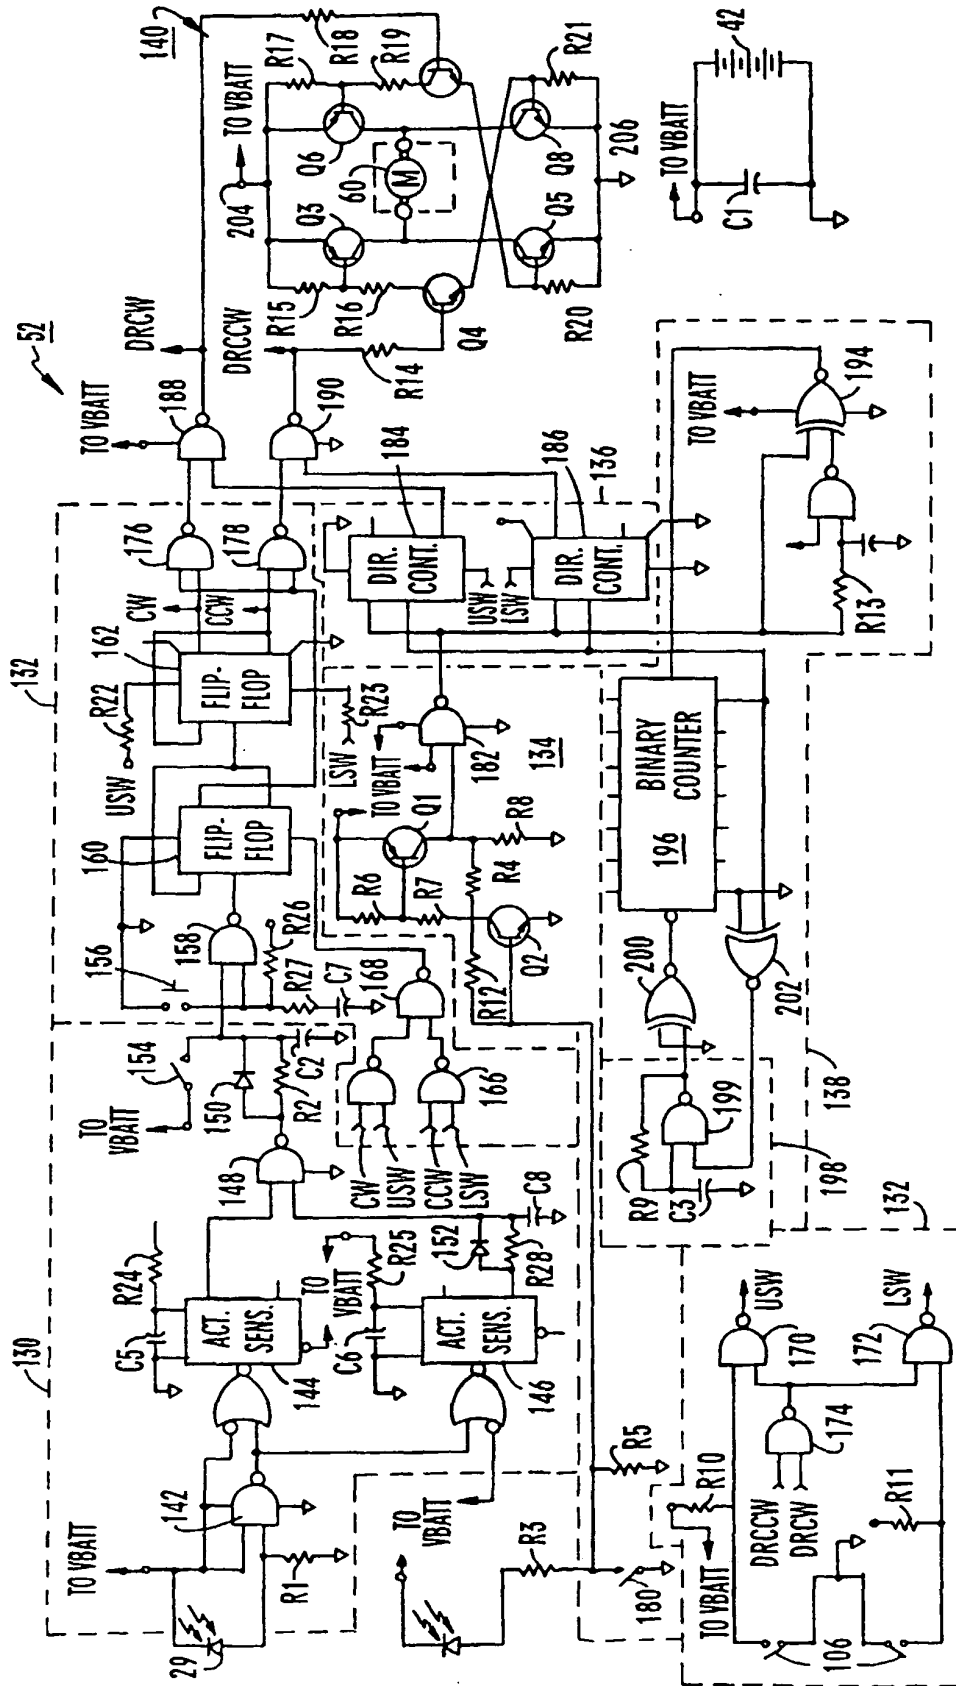 52
140
130
132
TO VBATT
29
142
R1
C5
R24
ACT. SENS.
144
TO VBATT
C6
R25
ACT. SENS.
146
152
R28
C8
148
TO VBATT
154
150
R2
C2
156
158
R26
R27
C7
160
FLIP-FLOP
USW
R22
162
FLIP-FLOP
LSW
R23
CW
CCW
176
178
TO VBATT
188
190
DRCW
DRCCW
R14
Q4
204
TO VBATT
R15
R16
Q3
Q6
R17
R18
R19
60
M
Q5
Q8
R20
R21
206
TO VBATT
C1
42
CW
USW
CCW
LSW
166
168
TO VBATT
R6
R7
Q1
Q2
R12
R4
R8
182
134
DIR. CONT.
184
USW
LSW
DIR. CONT.
186
136
TO VBATT
R3
R5
180
R9
C3
199
198
200
BINARY COUNTER
196
202
138
R13
TO VBATT
194
132
TO VBATT
R10
106
R11
DRCCW
DRCW
174
170
172
USW
LSW